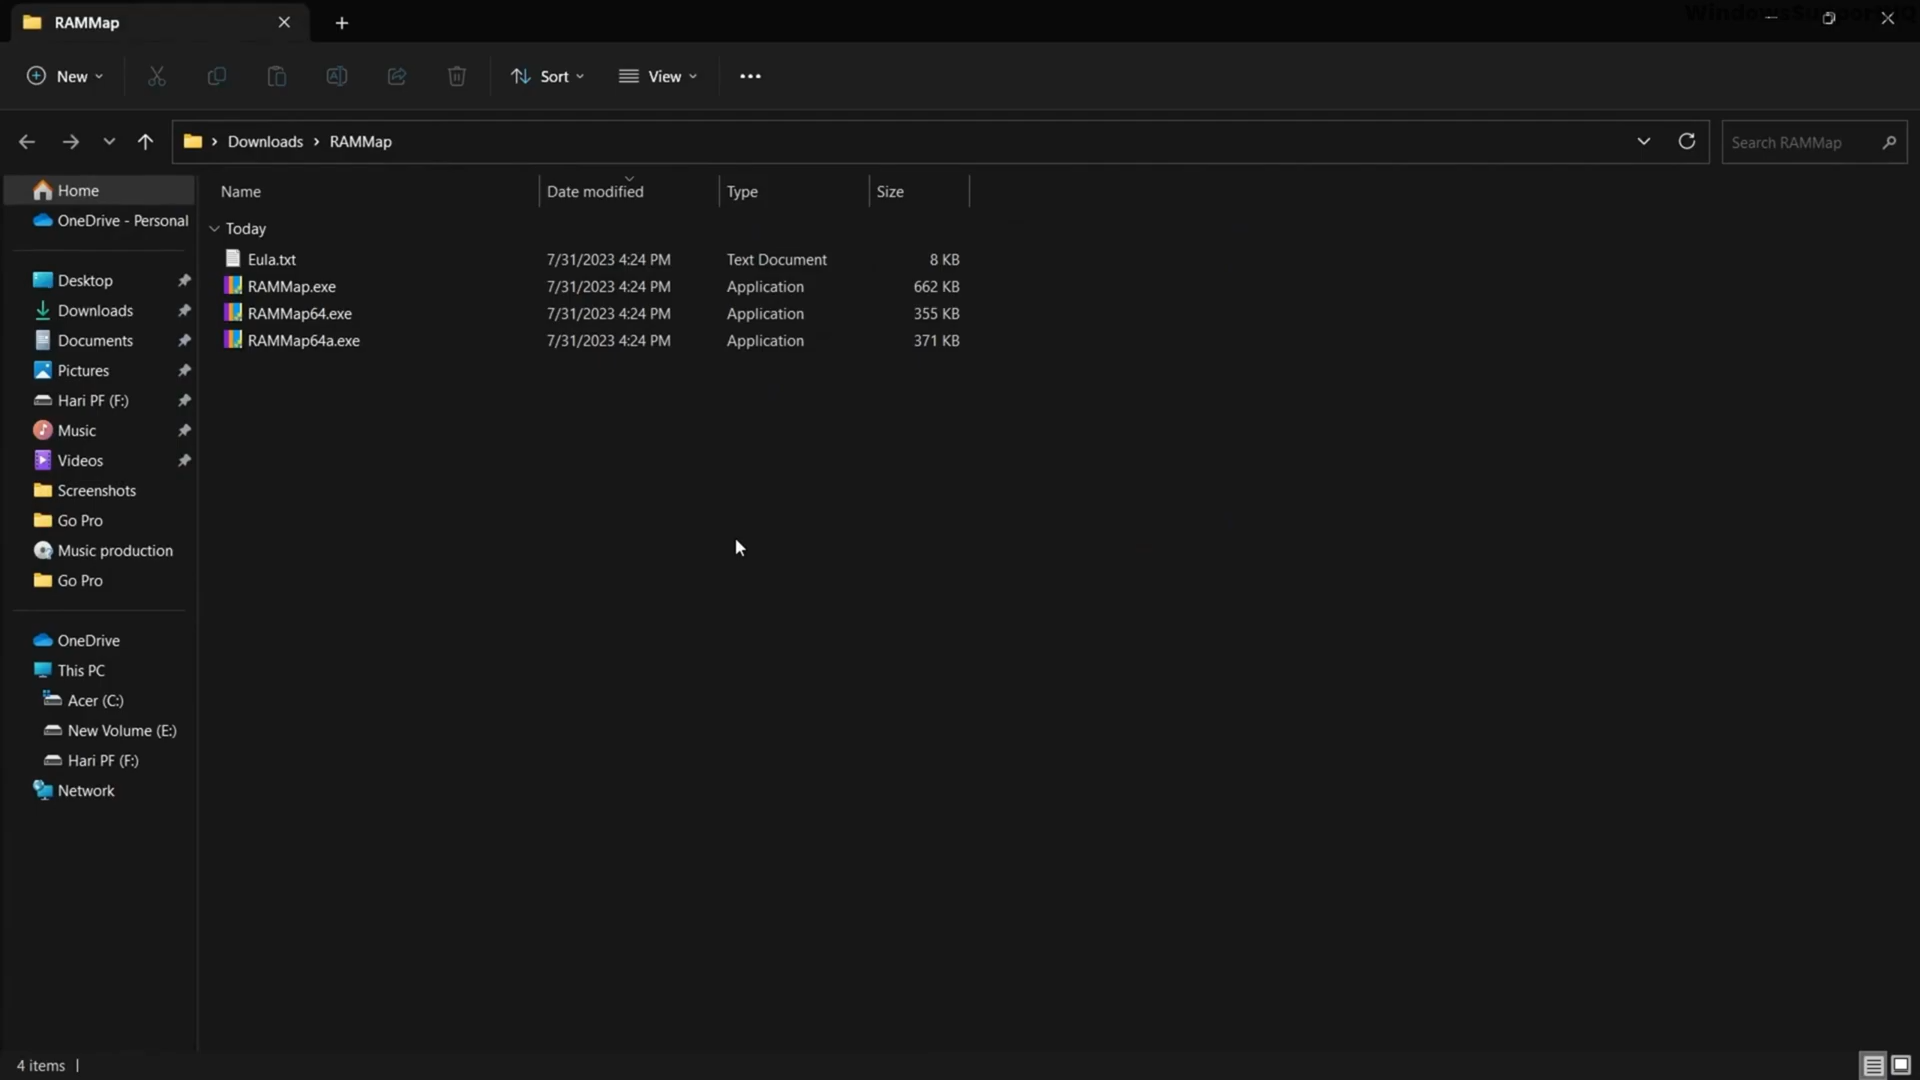 RAMMap
New
Sort
View
Downloads
RAMMap
Search RAMMap
Name
Date modified
Type
Size
Home
OneDrive - Personal
Today
Eula.txt
7/31/2023 4:24 PM
Text Document
8 KB
RAMMap.exe
7/31/2023 4:24 PM
Application
662 KB
RAMMap64.exe
7/31/2023 4:24 PM
Application
355 KB
RAMMap64a.exe
7/31/2023 4:24 PM
Application
371 KB
Desktop
Downloads
Documents
Pictures
Hari PF (F:)
Music
Videos
Screenshots
Go Pro
Music production
Go Pro
OneDrive
This PC
Acer (C:)
New Volume (E:)
Hari PF (F:)
Network
4 items